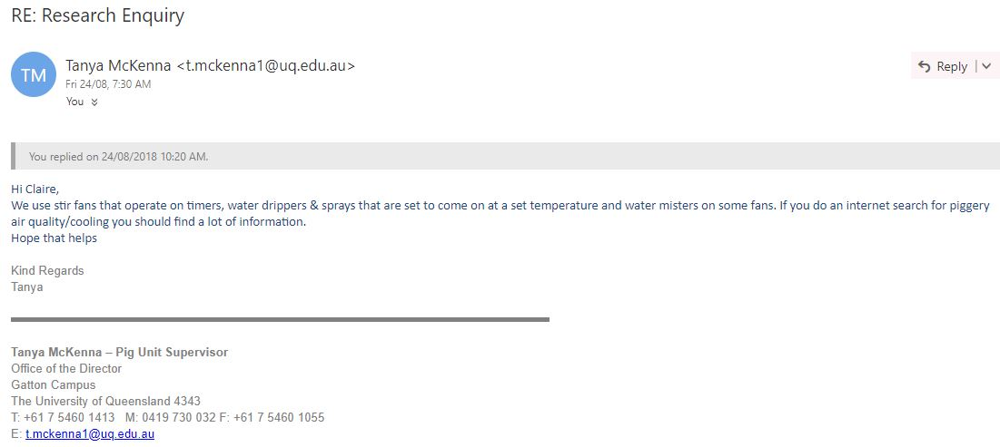 RE: Research Enquiry
TM
Tanya McKenna <t.mckenna1@uq.edu.au>
Fri 24/08, 7:30 AM
You
Reply
You replied on 24/08/2018 10:20 AM.
Hi Claire,
We use stir fans that operate on timers, water drippers & sprays that are set to come on at a set temperature and water misters on some fans. If you do an internet search for piggery
air quality/cooling you should find a lot of information.
Hope that helps
Kind Regards
Tanya
Tanya McKenna – Pig Unit Supervisor
Office of the Director
Gatton Campus
The University of Queensland 4343
T: +61 7 5460 1413   M: 0419 730 032 F: +61 7 5460 1055
E: t.mckenna1@uq.edu.au